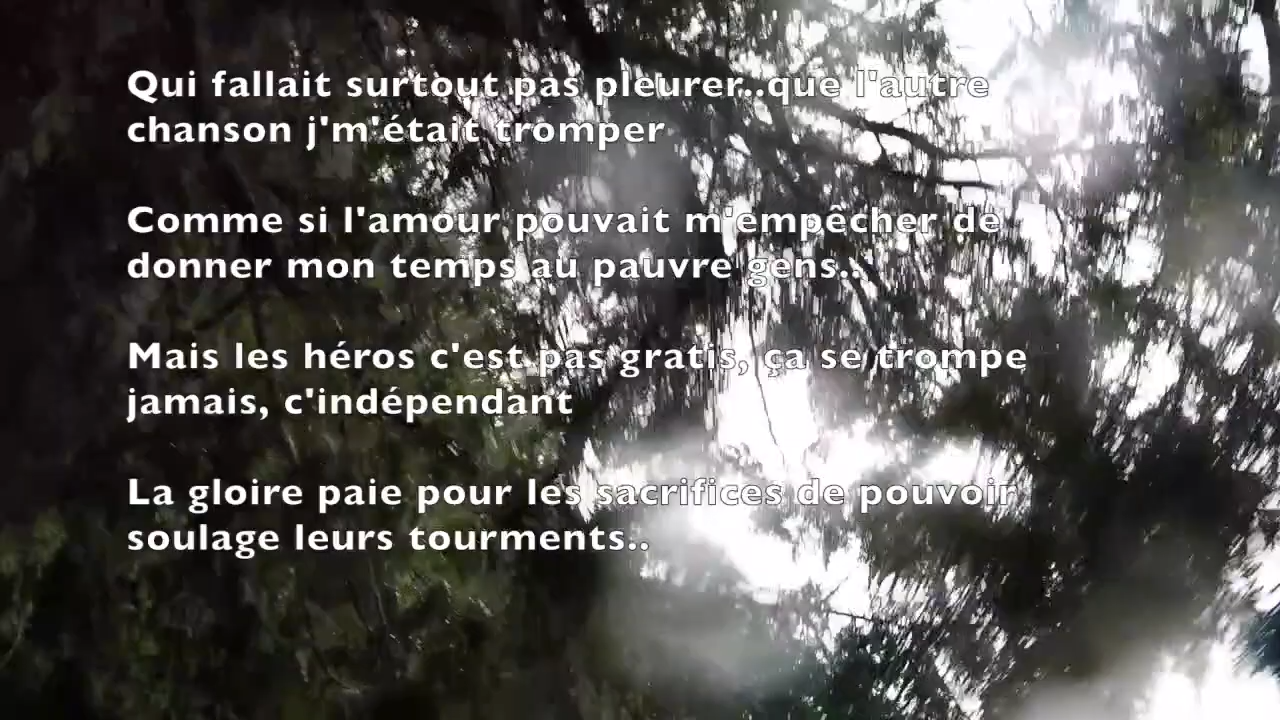 Qui fallait surtout pas pleurer..que l'autre
chanson j'm'était tromper
Comme si l'amour pouvait m'empêcher de
donner mon temps au pauvre gens..
Mais les héros c'est pas gratis, ça se trompe
jamais, c'indépendant
La gloire paie pour les sacrifices de pouvoir
soulage leurs tourments..